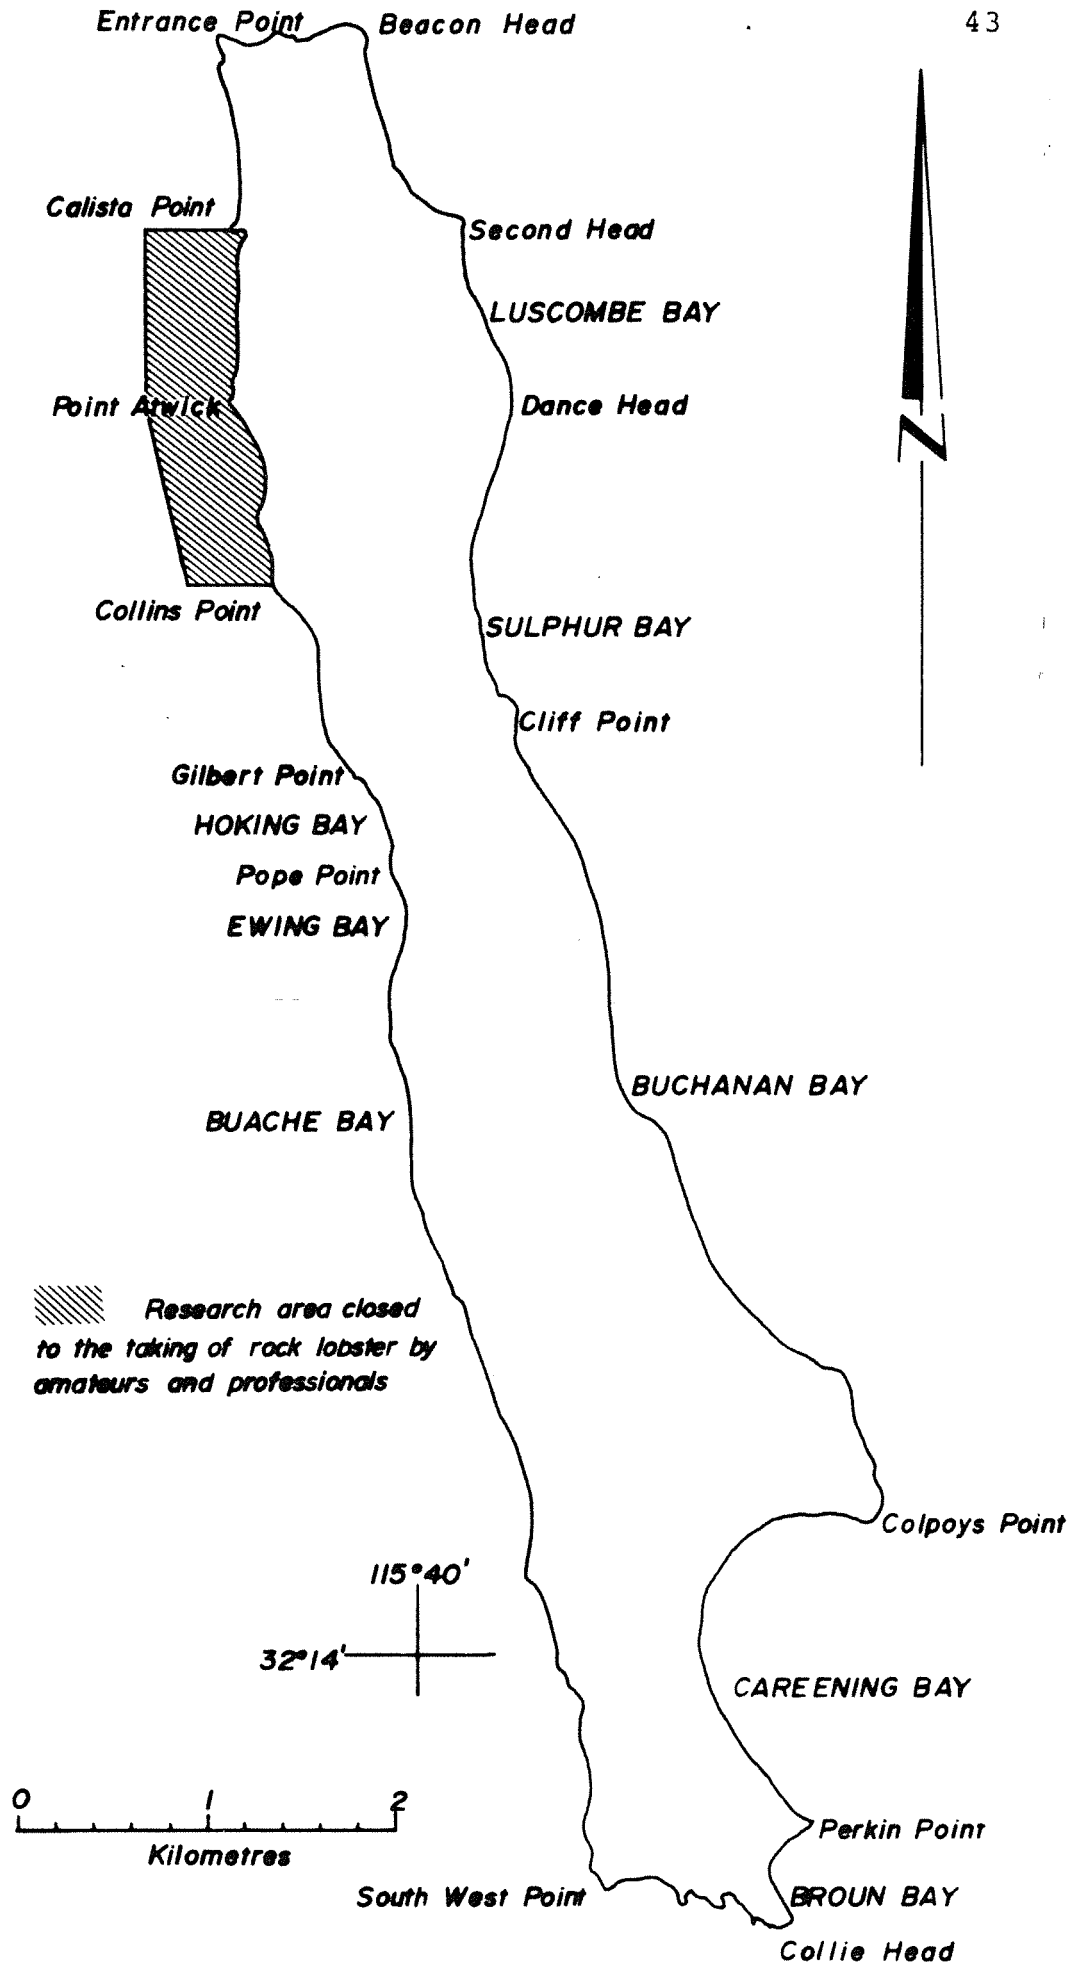 43
Entrance Point
Beacon Head
Calista Point
Second Head
LUSCOMBE BAY
Point Atwick
Dance Head
N
Collins Point
SULPHUR BAY
Cliff Point
Gilbert Point
HOKING BAY
Pope Point
EWING BAY
BUCHANAN BAY
BUACHE BAY
Research area closed
to the taking of rock lobster by
amateurs and professionals
Colpoys Point
115°40'
32°14'
CAREENING BAY
0 1 2
Kilometres
Perkin Point
South West Point
BROUN BAY
Collie Head